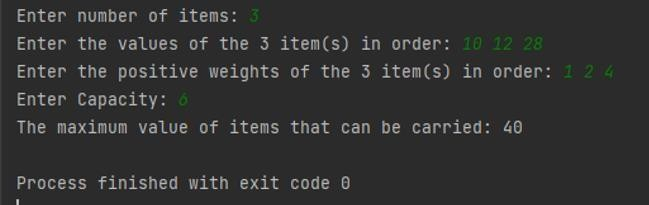 Enter number of items: 3
Enter the values of the 3 item(s) in order: 10 12 28
Enter the positive weights of the 3 item(s) in order: 1 2 4
Enter Capacity: 6
The maximum value of items that can be carried: 40
Process finished with exit code 0